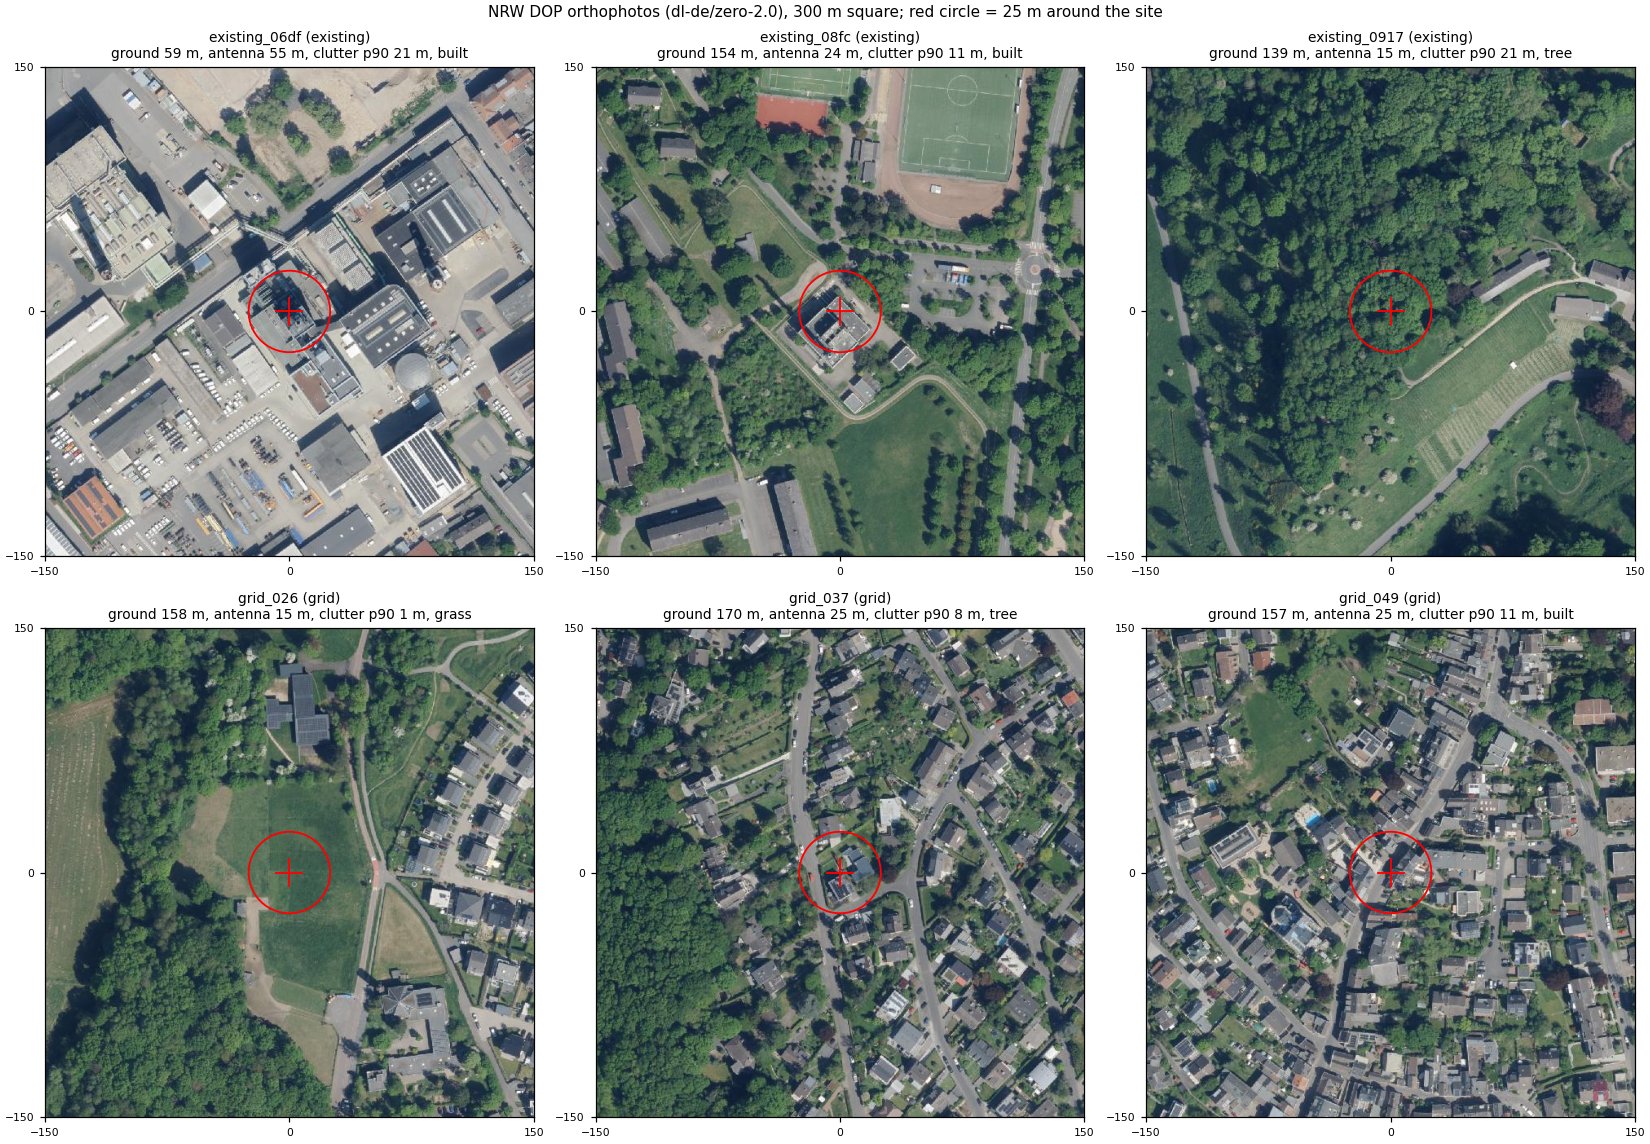 NRW DOP orthophotos (dl-de/zero-2.0), 300 m square; red circle = 25 m around the site
existing_06df (existing)
ground 59 m, antenna 55 m, clutter p90 21 m, built
existing_08fc (existing)
ground 154 m, antenna 24 m, clutter p90 11 m, built
existing_0917 (existing)
ground 139 m, antenna 15 m, clutter p90 21 m, tree
150
0
−150
−150
0
150
150
0
−150
−150
0
150
150
0
−150
−150
0
150
grid_026 (grid)
ground 158 m, antenna 15 m, clutter p90 1 m, grass
grid_037 (grid)
ground 170 m, antenna 25 m, clutter p90 8 m, tree
grid_049 (grid)
ground 157 m, antenna 25 m, clutter p90 11 m, built
150
0
−150
−150
0
150
150
0
−150
−150
0
150
150
0
−150
−150
0
150